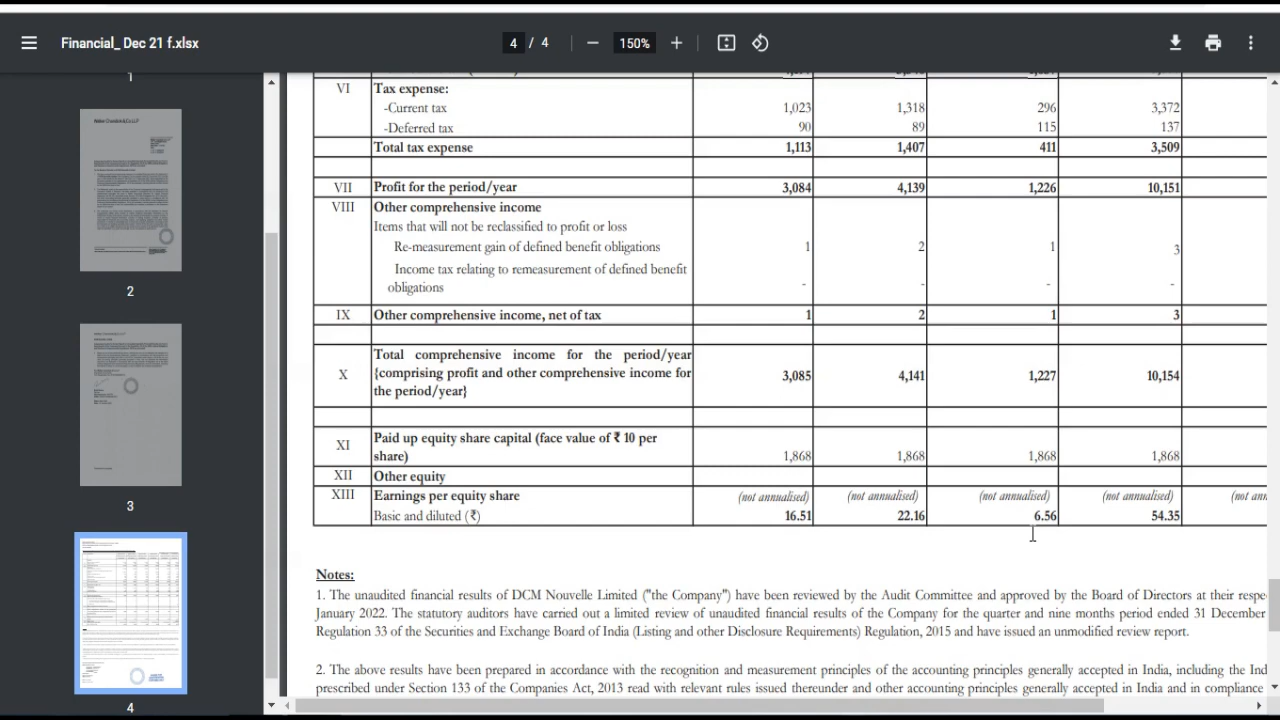 Financial_ Dec 21 f.xlsx
4 / 4
150%
1
2
3
4
VI Tax expense:
-Current tax 1,023 1,318 296 3,372
-Deferred tax 90 89 115 137
Total tax expense 1,113 1,407 411 3,509
VII Profit for the period/year 3,084 4,139 1,226 10,151
VIII Other comprehensive income
Items that will not be reclassified to profit or loss
Re-measurement gain of defined benefit obligations 1 2 1 3
Income tax relating to remeasurement of defined benefit
obligations - - - -
IX Other comprehensive income, net of tax 1 2 1 3
Total comprehensive income for the period/year
X {comprising profit and other comprehensive income for 3,085 4,141 1,227 10,154
the period/year}
XI Paid up equity share capital (face value of ₹ 10 per
share) 1,868 1,868 1,868 1,868
XII Other equity
XIII Earnings per equity share (not annualised) (not annualised) (not annualised) (not annualised) (not ann
Basic and diluted (₹) 16.51 22.16 6.56 54.35
Notes:
1. The unaudited financial results of DCM Nouvelle Limited ("the Company") have been reviewed by the Audit Committee and approved by the Board of Directors at their respe
January 2022. The statutory auditors have carried out limited review of unaudited financial results of the Company for the quarter and nine months period ended 31 December
Regulation 33 of the Securities and Exchange Board of India (Listing and other Disclosure Requirements) Regulation, 2015 and have issued an unmodified review report.
2. The above results have been prepared in accordance with the recognition and measurement principles of the accounting principles generally accepted in India, including the Ind
prescribed under Section 133 of the Companies Act, 2013 read with relevant rules issued thereunder and other accounting principles generally accepted in India and in compliance